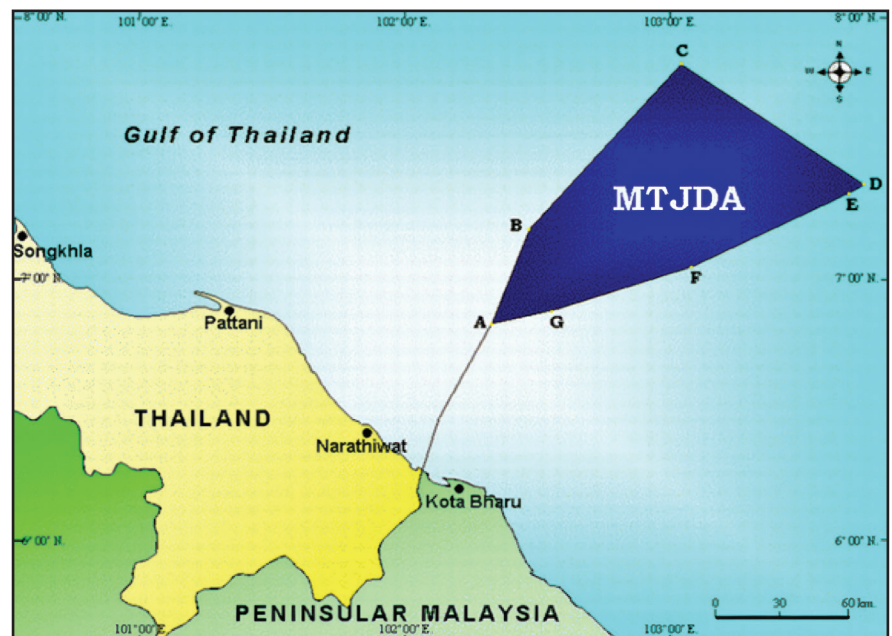 8°00" N. 101°00" E. 102°00" E. 103°00" E. 8°00" N.
C
N
W E
S
Gulf of Thailand
D
MTJDA
E
B
Songkhla
F
7°00" N. 7°00" N.
Pattani
A G
THAILAND
Narathiwat
Kota Bharu
6°00" N. 6°00" N.
PENINSULAR MALAYSIA
0 30 60 km.
101°00" E. 102°00" E. 103°00" E.